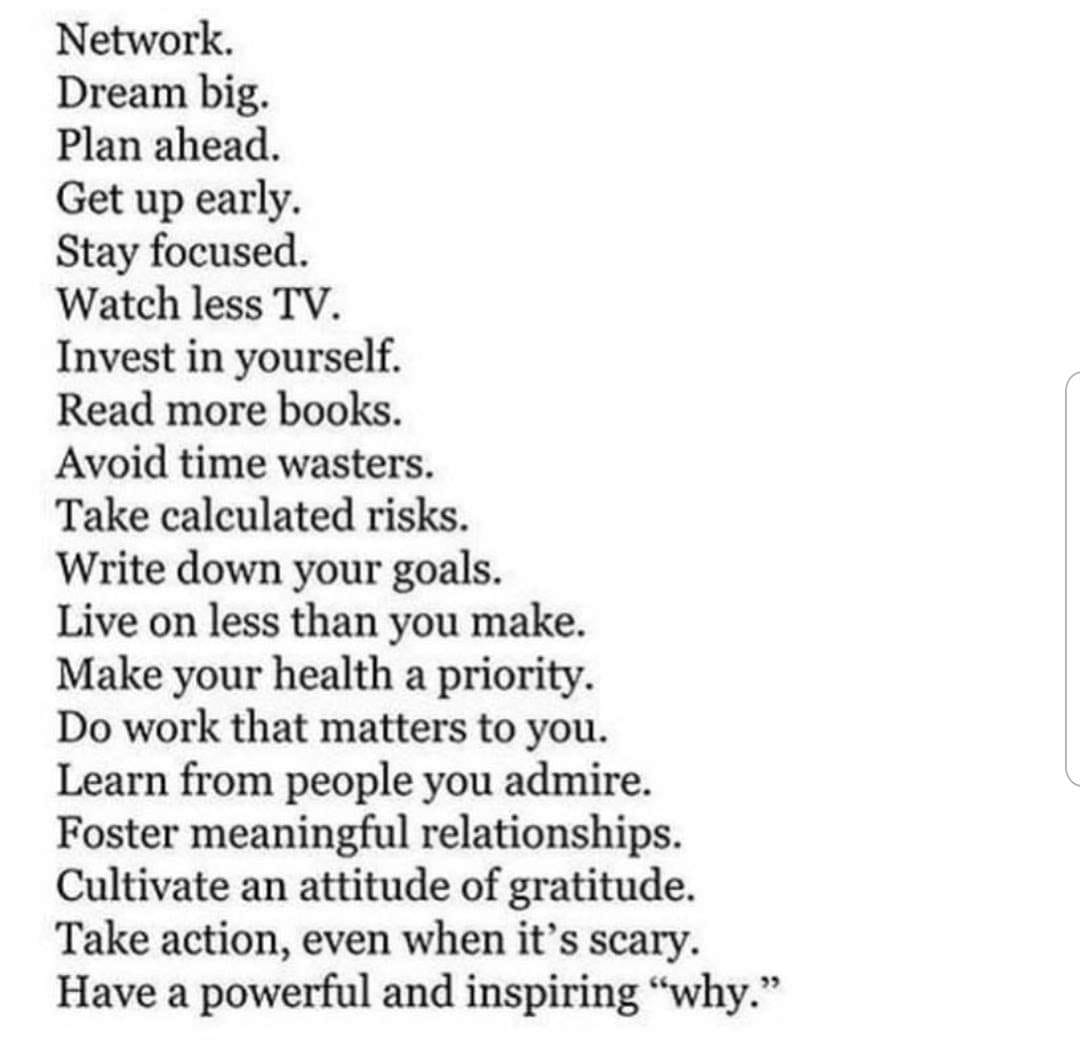 Network.
Dream big.
Plan ahead.
Get up early.
Stay focused.
Watch less TV.
Invest in yourself.
Read more books.
Avoid time wasters.
Take calculated risks.
Write down your goals.
Live on less than you make.
Make your health a priority.
Do work that matters to you.
Learn from people you admire.
Foster meaningful relationships.
Cultivate an attitude of gratitude.
Take action, even when it’s scary.
Have a powerful and inspiring “why.”